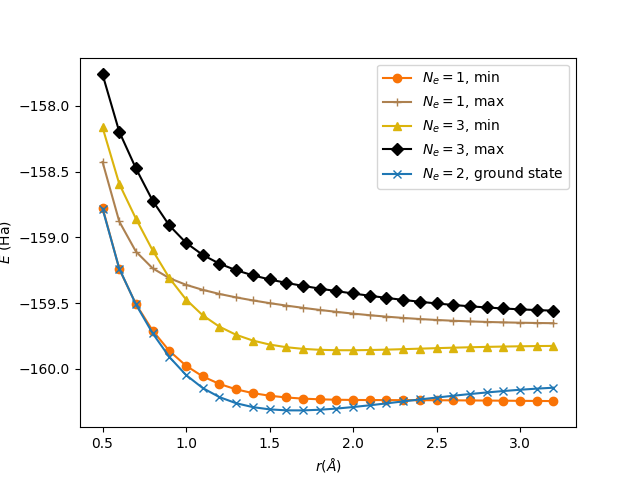 N_e = 1, min
N_e = 1, max
N_e = 3, min
N_e = 3, max
N_e = 2, ground state
−158.0
−158.5
−159.0
−159.5
−160.0
E (Ha)
0.5 1.0 1.5 2.0 2.5 3.0
r(Å)